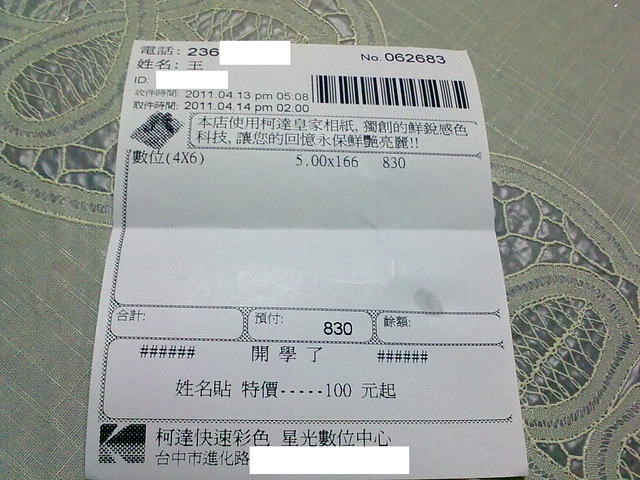 電話: 236
No. 062683
姓名: 王
ID:
收件時間: 2011.04.13 pm 05:08
取件時間: 2011.04.14 pm 02:00
本店使用柯達皇家相紙, 獨創的鮮銳感色
科技, 讓您的回憶永保鮮艷亮麗!!
數位(4X6) 5.00x166 830
合計: 預付: 830 餘額:
###### 開 學 了 ######
姓名貼 特價-----100 元起
柯達快速彩色 星光數位中心
台中市進化路